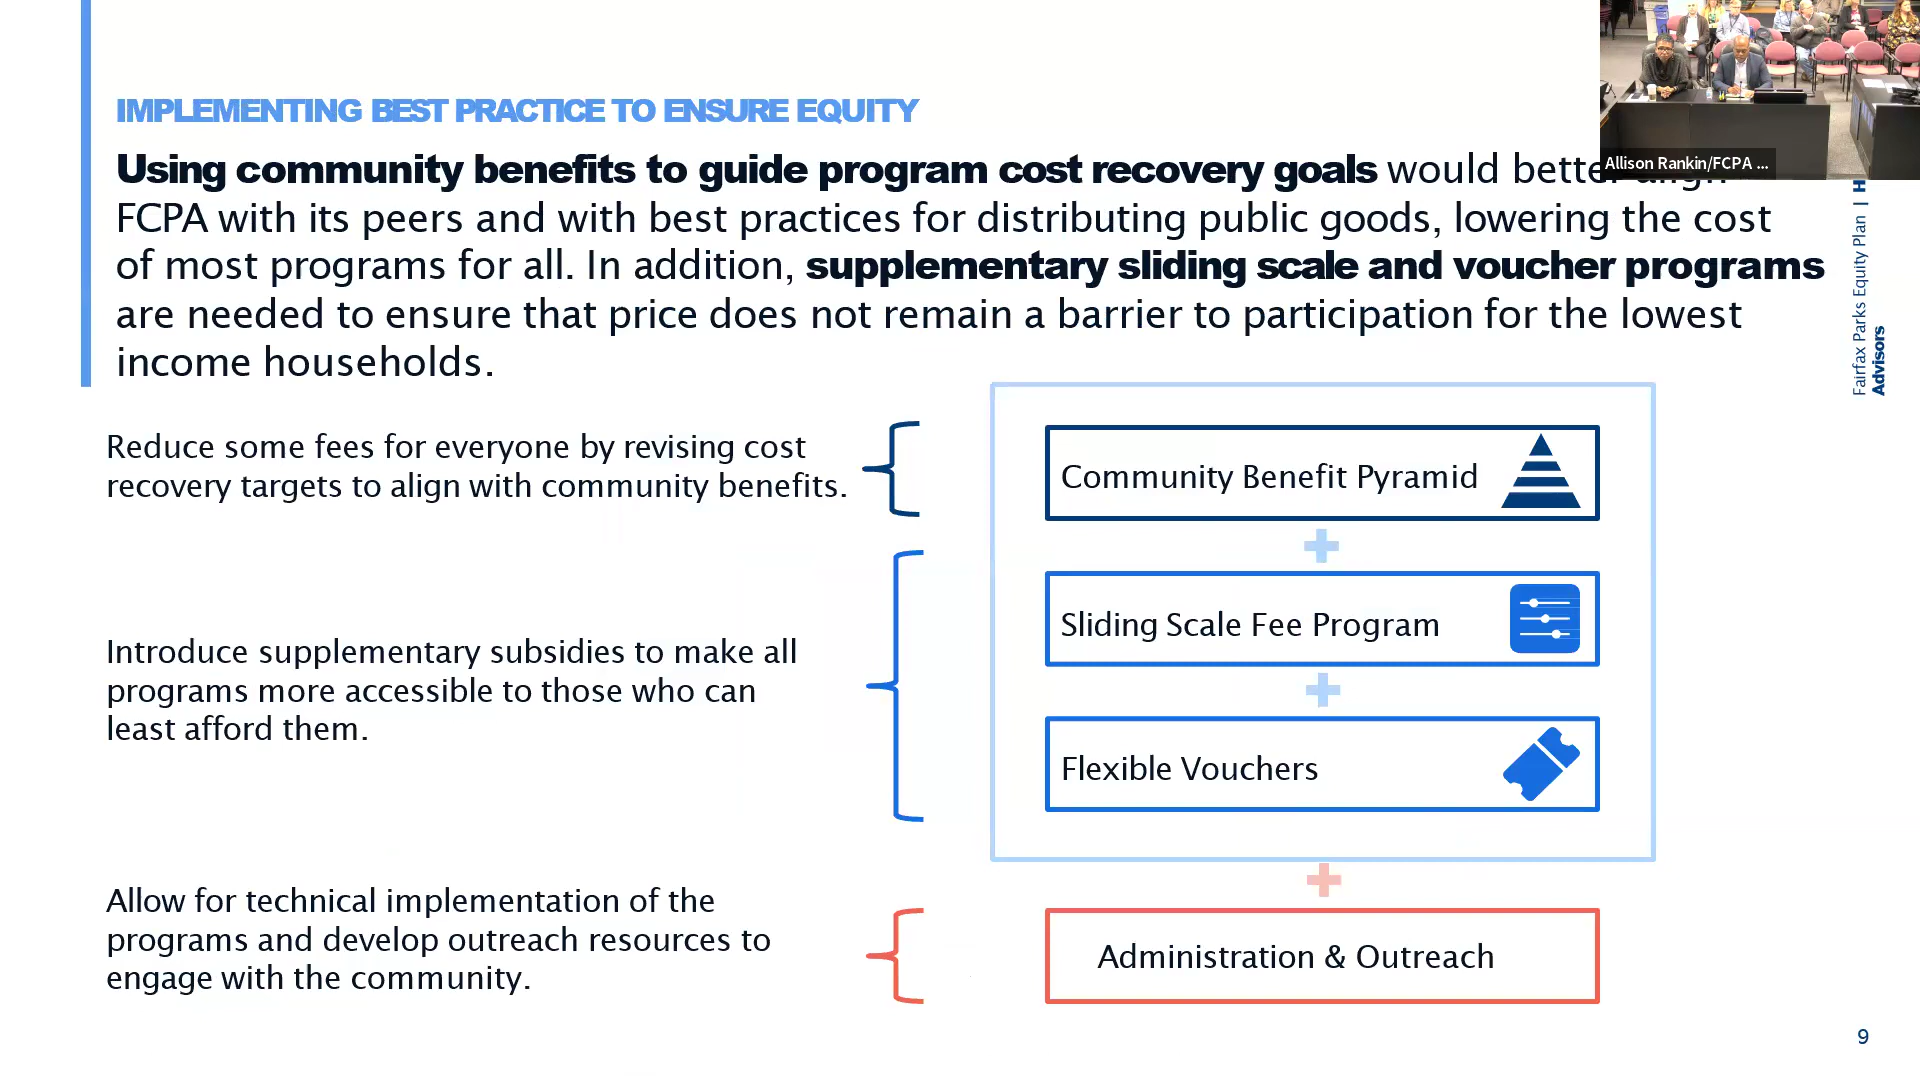 IMPLEMENTING BEST PRACTICE TO ENSURE EQUITY
Using community benefits to guide program cost recovery goals would better align
FCPA with its peers and with best practices for distributing public goods, lowering the cost
of most programs for all. In addition, supplementary sliding scale and voucher programs
are needed to ensure that price does not remain a barrier to participation for the lowest
income households.
Allison Rankin/FCPA ...
Fairfax Parks Equity Plan | H
Advisors
Reduce some fees for everyone by revising cost
recovery targets to align with community benefits.
Community Benefit Pyramid
Introduce supplementary subsidies to make all
programs more accessible to those who can
least afford them.
Sliding Scale Fee Program
Flexible Vouchers
Allow for technical implementation of the
programs and develop outreach resources to
engage with the community.
Administration & Outreach
9